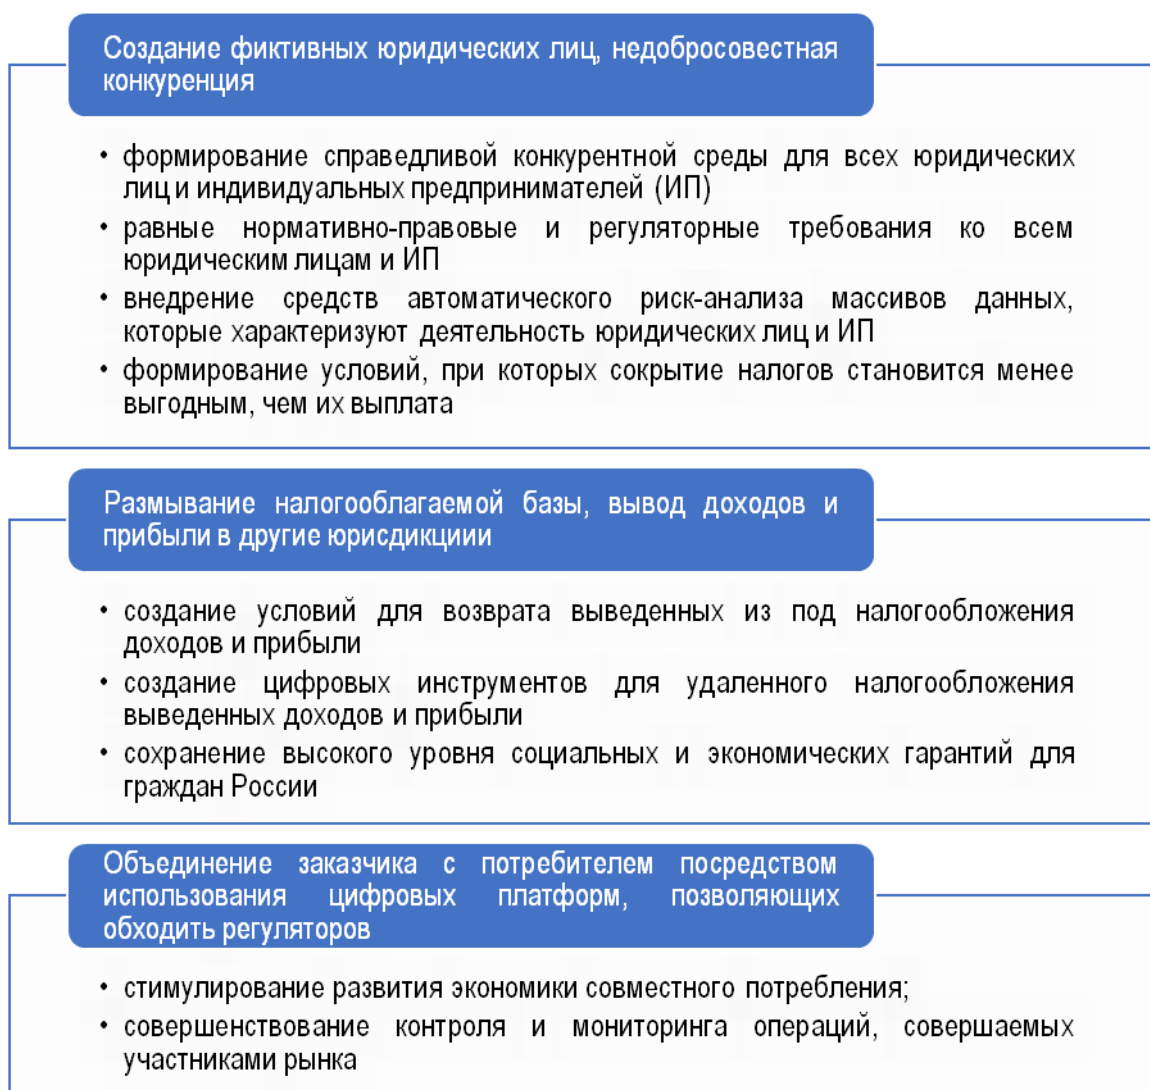 Создание фиктивных юридических лиц, недобросовестная
конкуренция
• формирование справедливой конкурентной среды для всех юридических
лиц и индивидуальных предпринимателей (ИП)
• равные нормативно-правовые и регуляторные требования ко всем
юридическим лицам и ИП
• внедрение средств автоматического риск-анализа массивов данных,
которые характеризуют деятельность юридических лиц и ИП
• формирование условий, при которых сокрытие налогов становится менее
выгодным, чем их выплата
Размывание налогооблагаемой базы, вывод доходов и
прибыли в другие юрисдикциии
• создание условий для возврата выведенных из под налогообложения
доходов и прибыли
• создание цифровых инструментов для удаленного налогообложения
выведенных доходов и прибыли
• сохранение высокого уровня социальных и экономических гарантий для
граждан России
Объединение заказчика с потребителем посредством
использования цифровых платформ, позволяющих
обходить регуляторов
• стимулирование развития экономики совместного потребления;
• совершенствование контроля и мониторинга операций, совершаемых
участниками рынка